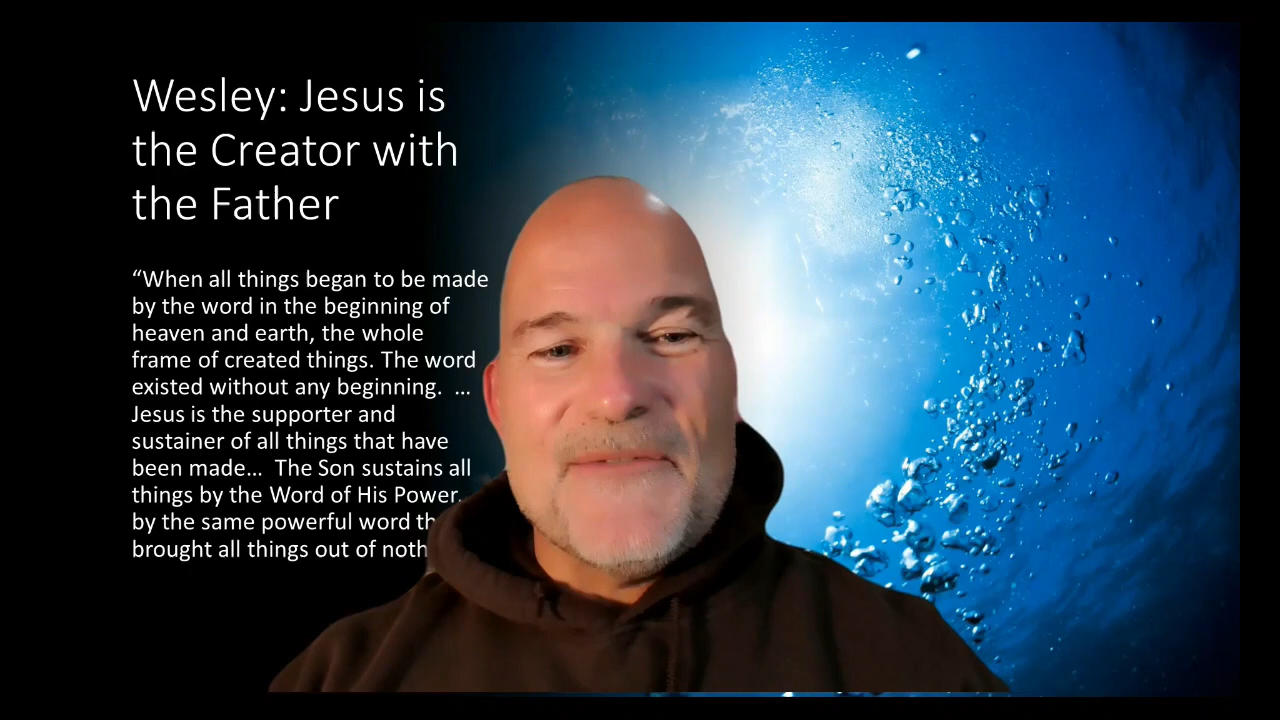 Wesley: Jesus is
the Creator with
the Father
“When all things began to be made
by the word in the beginning of
heaven and earth, the whole
frame of created things. The word
existed without any beginning.  …
Jesus is the supporter and
sustainer of all things that have
been made…  The Son sustains all
things by the Word of His Power.
by the same powerful word
brought all things out of